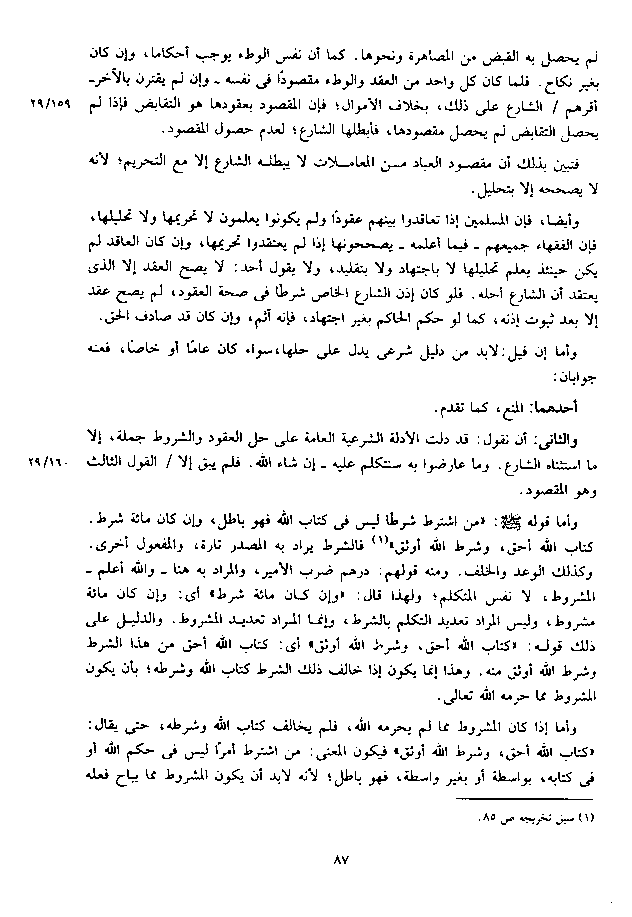 لم يحصل به القبض من المصاهرة ونحوها. كما أن نفس الوطء يوجب أحكاما، وإن كان
بغير نكاح. فلما كان كل واحد من العقد والوطء مقصودًا فى نفسه ـ وإن لم يقترن بالآخر ـ
أقرهم / الشارع على ذلك، بخلاف الأموال؛ فإن المقصود بعقودها هو التقابض فإذا لم ٢٩/١٥٩
يحصل التقابض لم يحصل مقصودها، فأبطلها الشارع؛ لعدم حصول المقصود.
فتبين بذلك أن مقصود العباد مـن المعامـلات لا يبطلـه الشارع إلا مع التحريم؛ لأنه
لا يصححه إلا بتحليل.
وأيضـا، فإن المسلمين إذا تعاقدوا بينهم عقودًا ولم يكونوا يعلمون لا تحريمها ولا تحليلها،
فإن الفقهاء جميعهم ـ فيما أعلمه ـ يصححونها إذا لم يعتقدوا تحريمها، وإن كان العاقد لم
يكن حينئذ يعلم تحليلها لا باجتهاد ولا بتقليد، ولا يقول أحد: لا يصح العقد إلا الذى
يعتقد أن الشارع أحله. فلو كان إذن الشارع الخاص شرطًا فى صحة العقود، لم يصح عقد
إلا بعد ثبوت إذنه، كما لو حكم الحاكم بغير اجتهاد، فإنه آثم، وإن كان قد صادف الحق.
وأما إن قيل: لابد من دليل شرعى يدل على حلها، سواء كان عامًا أو خاصًا، فعنه
جوابان:
أحدهما: المنع، كما تقدم.
والثانى: أن نقول: قد دلت الأدلة الشرعية العامة على حل العقود والشروط جملة، إلا
ما استثناه الشارع. وما عارضوا به سنتكلم عليه ـ إن شاء الله. فلم يبق إلا / القول الثالث ٢٩/١٦٠
وهو المقصود.
وأما قوله ﷺ: «من اشترط شرطًا ليس فى كتاب الله فهو باطل، وإن كان مائة شرط.
كتاب الله أحق، وشرط الله أوثق»(١) فالشرط يراد به المصدر تارة، والمفعول أخرى.
وكذلك الوعد والخلف. ومنه قولهم: درهم ضرب الأمير، والمراد به هنا ـ والله أعلم ـ
المشروط، لا نفس المتكلم؛ ولهذا قال: «وإن كـان مائة شرط» أى: وإن كان مائة
مشروط، وليس المراد تعديد التكلم بالشرط، وإنمـا المراد تعديـد المشروط. والدليل على
ذلك قولـه: «كتاب الله أحق، وشرط الله أوثق» أى: كتاب الله أحق من هذا الشرط
وشرط الله أوثق منه. وهذا إنما يكون إذا خالف ذلك الشرط كتاب الله وشرطه؛ بأن يكون
المشروط مما حرمه الله تعالى.
وأما إذا كان المشروط مما لم يحرمه الله، فلم يخالف كتاب الله وشرطه، حتى يقال:
«كتاب الله أحق، وشرط الله أوثق» فيكون المعنى: من اشترط أمرًا ليس فى حكم الله أو
فى كتابه، بواسطة أو بغير واسطة، فهو باطل؛ لأنه لابد أن يكون المشروط مما يباح فعله
(١) سبق تخريجه ص ٨٥.
٨٧